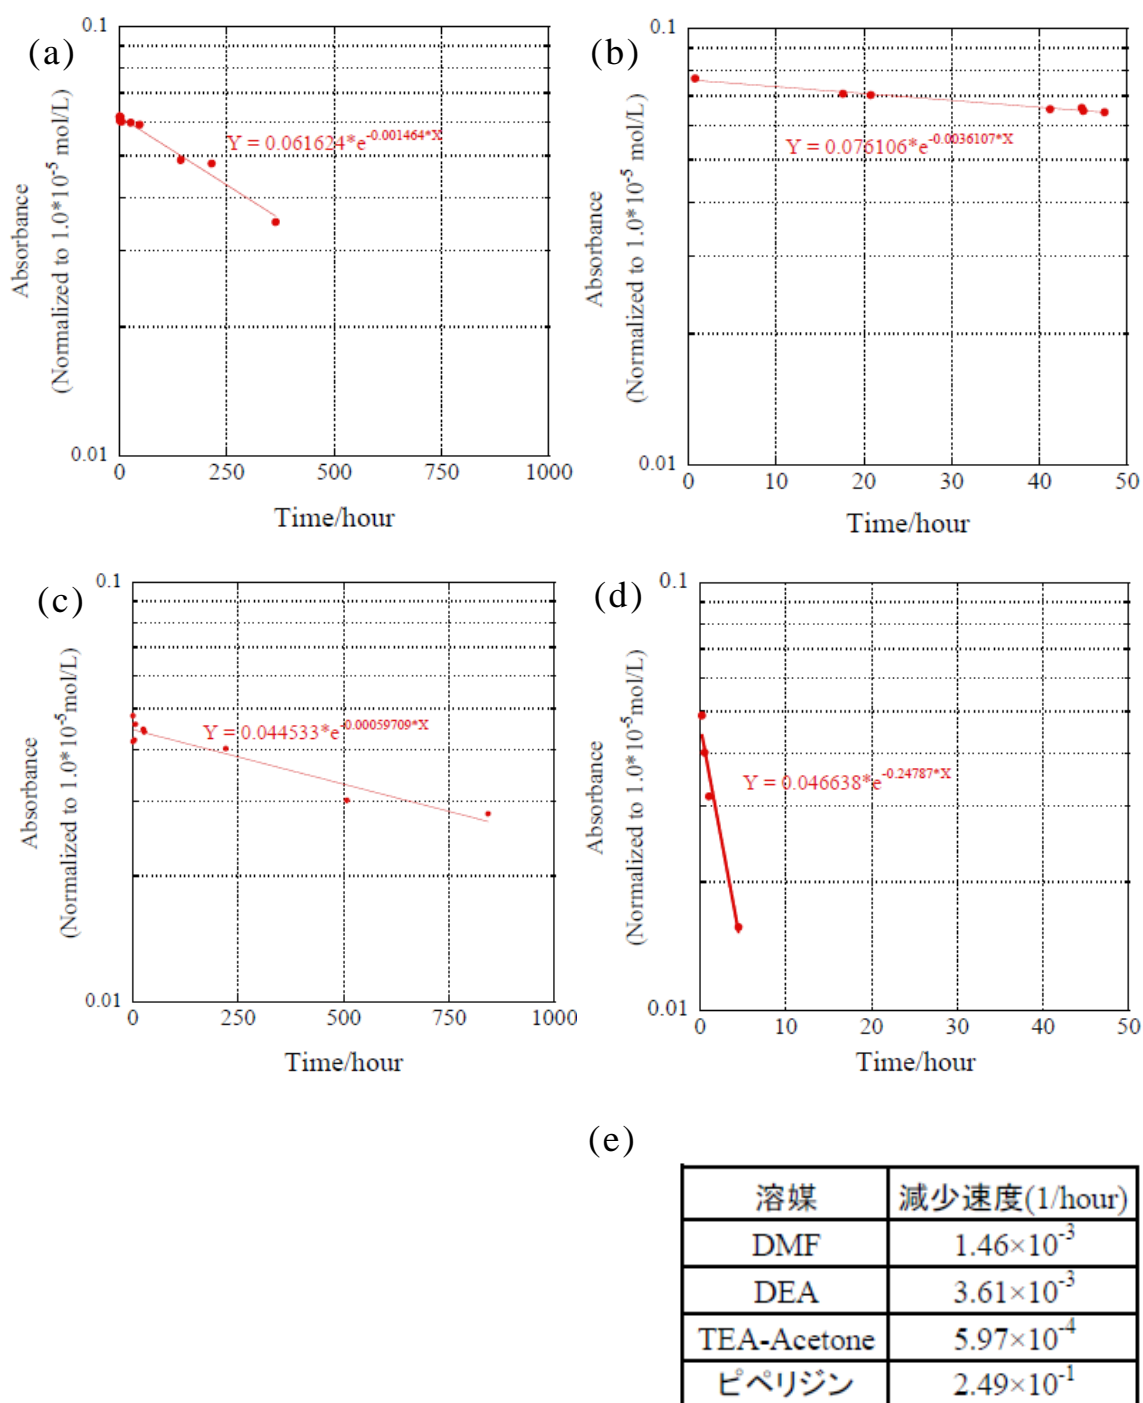 (a)
0.1
0.01
0 250 500 750 1000
Time/hour
Absorbance
(Normalized to 1.0*10^-5 mol/L)
Y = 0.061624*e^-0.001464*X
(b)
0.1
0.01
0 10 20 30 40 50
Time/hour
Absorbance
(Normalized to 1.0*10^-5 mol/L)
Y = 0.076106*e^-0.0036107*X
(c)
0.1
0.01
0 250 500 750 1000
Time/hour
Absorbance
(Normalized to 1.0*10^-5mol/L)
Y = 0.044533*e^-0.00059709*X
(d)
0.1
0.01
0 10 20 30 40 50
Time/hour
Absorbance
(Normalized to 1.0*10^-5 mol/L)
Y = 0.046638*e^-0.24787*X
(e)
溶媒 減少速度(1/hour)
DMF 1.46×10^-3
DEA 3.61×10^-3
TEA-Acetone 5.97×10^-4
ピペリジン 2.49×10^-1